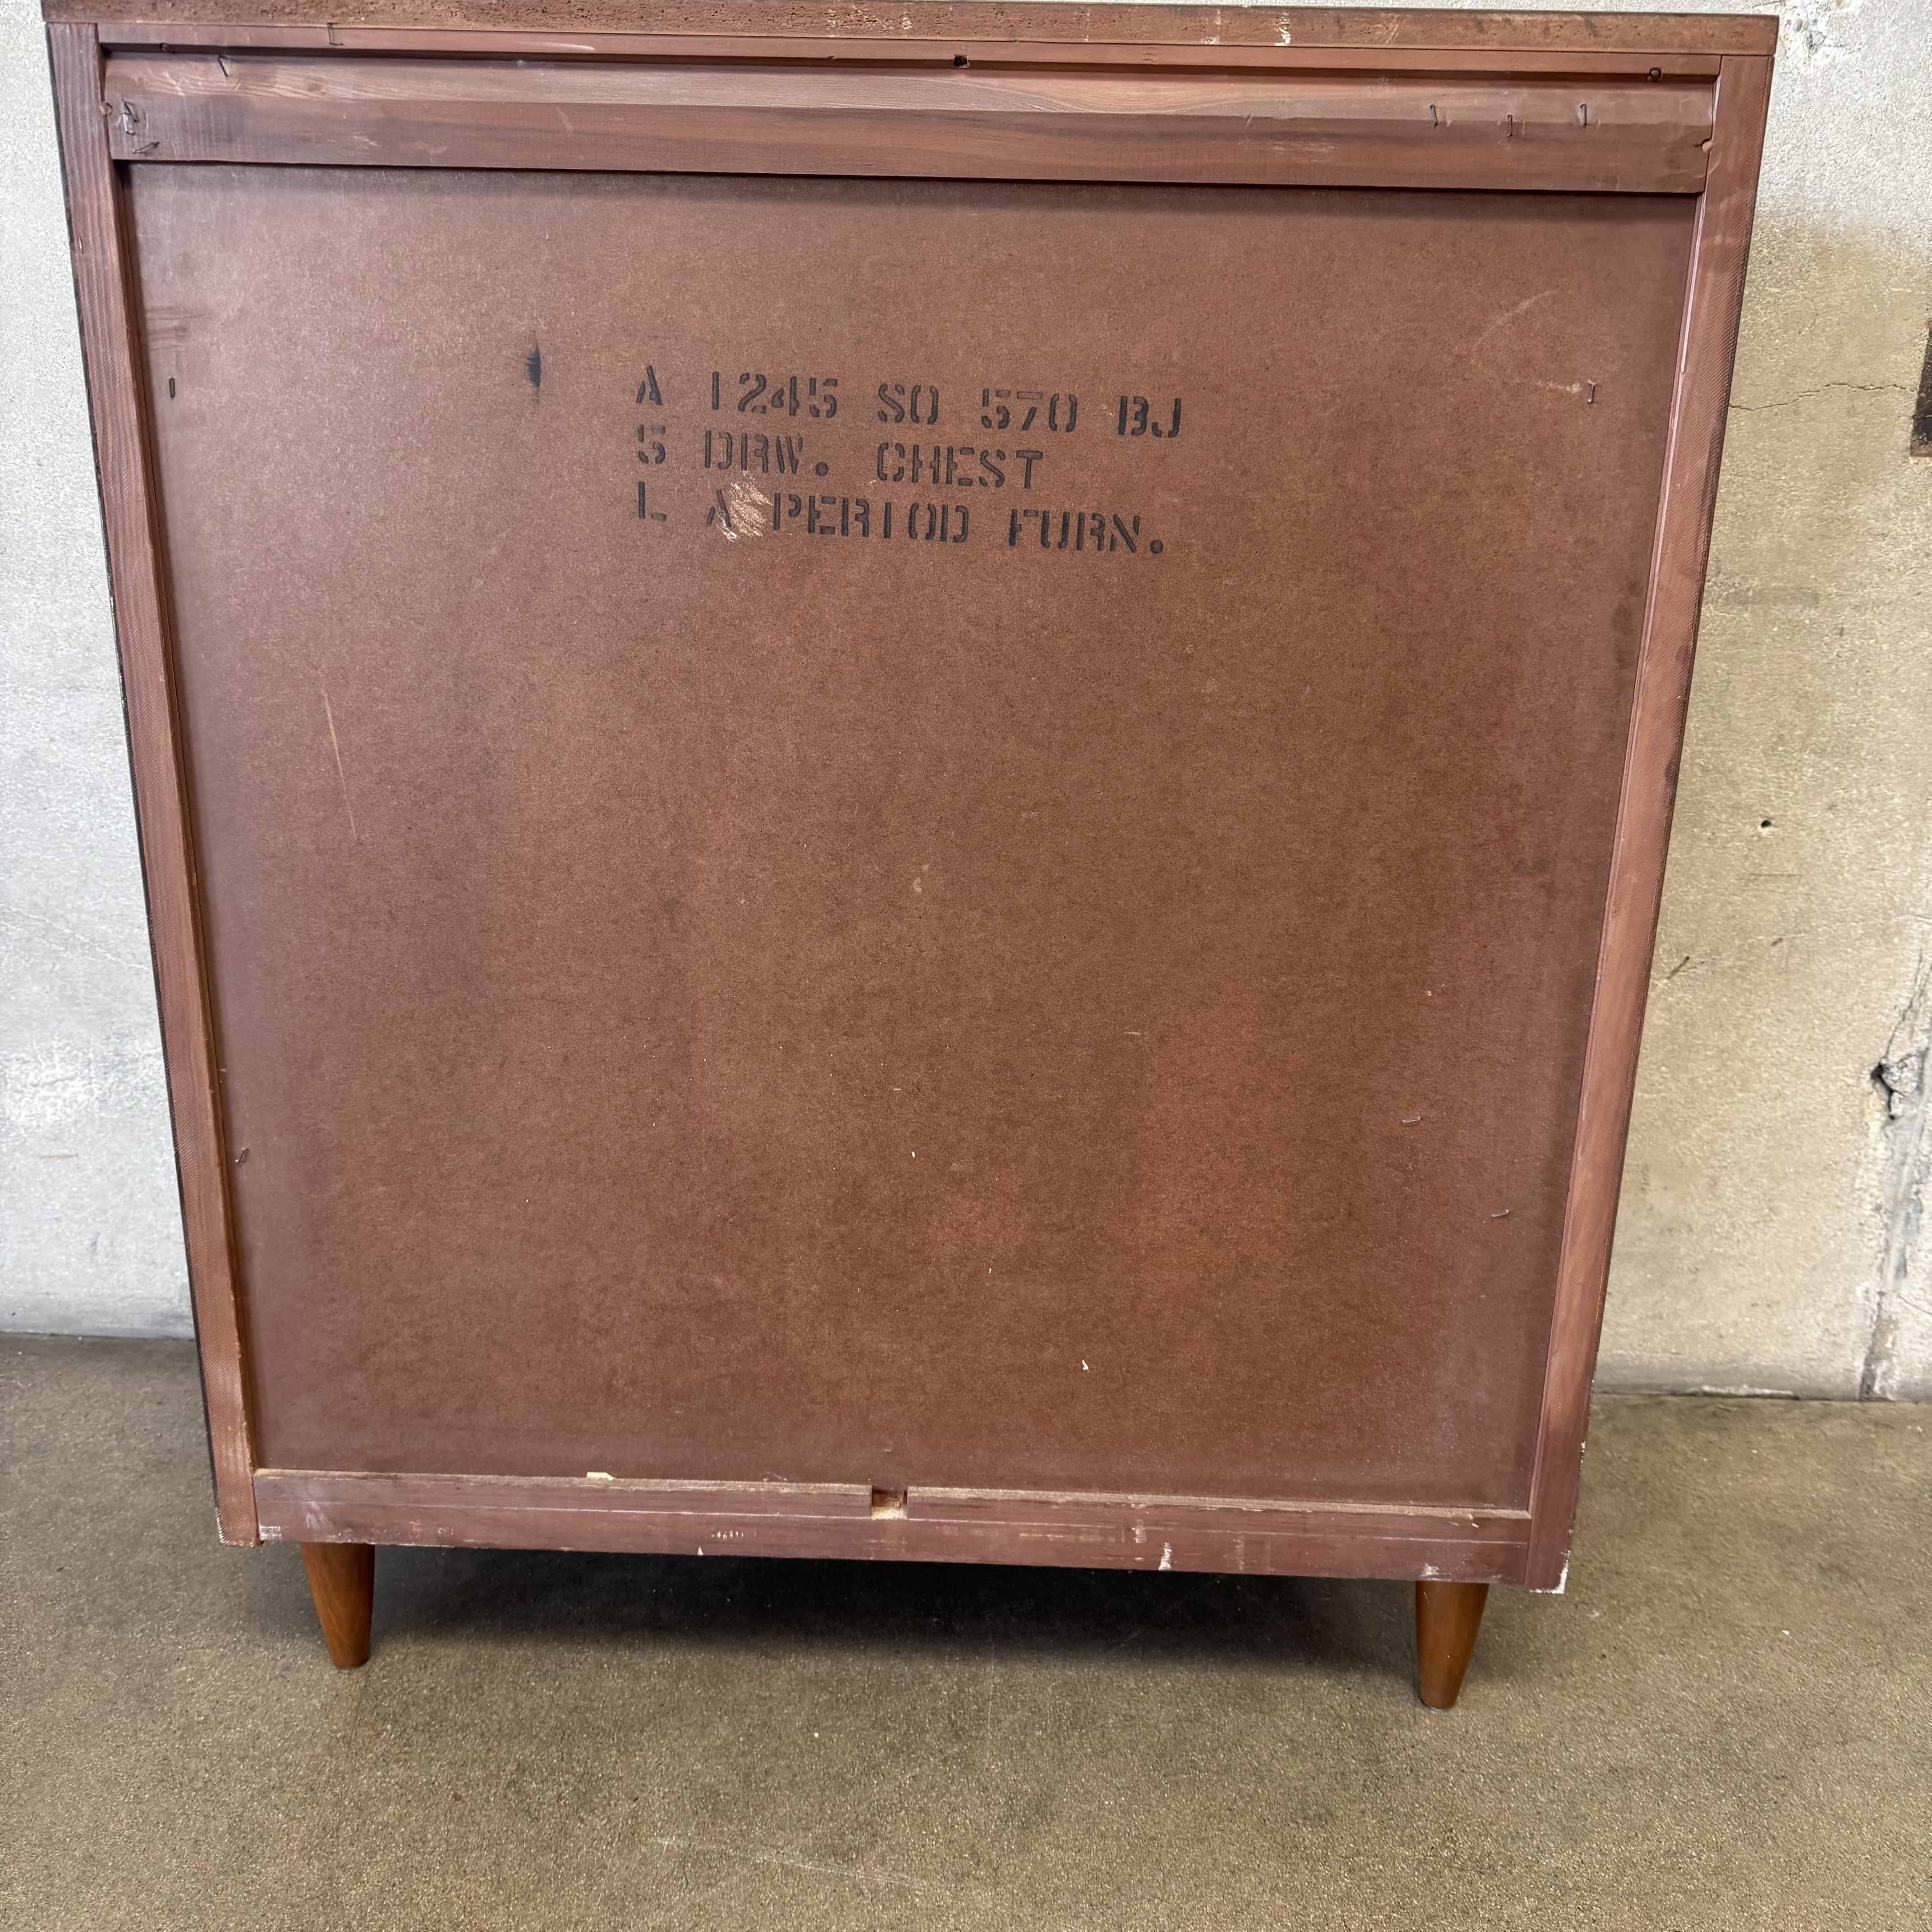 A 1245 SO 570 BJ
5 DRW. CHEST
L A PERIOD FURN.